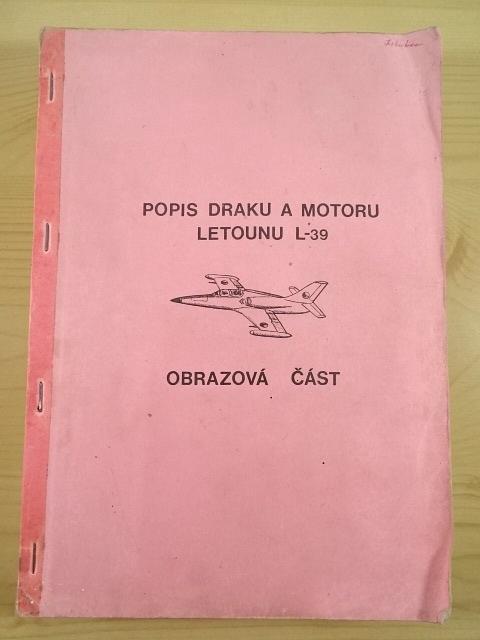 POPIS DRAKU A MOTORU
LETOUNU L-39
OBRAZOVÁ ČÁST